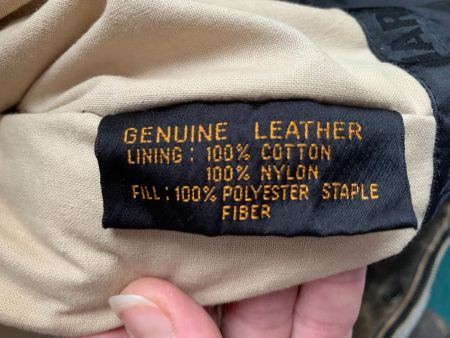 GENUINE LEATHER
LINING: 100% COTTON
100% NYLON
FILL: 100% POLYESTER STAPLE
FIBER